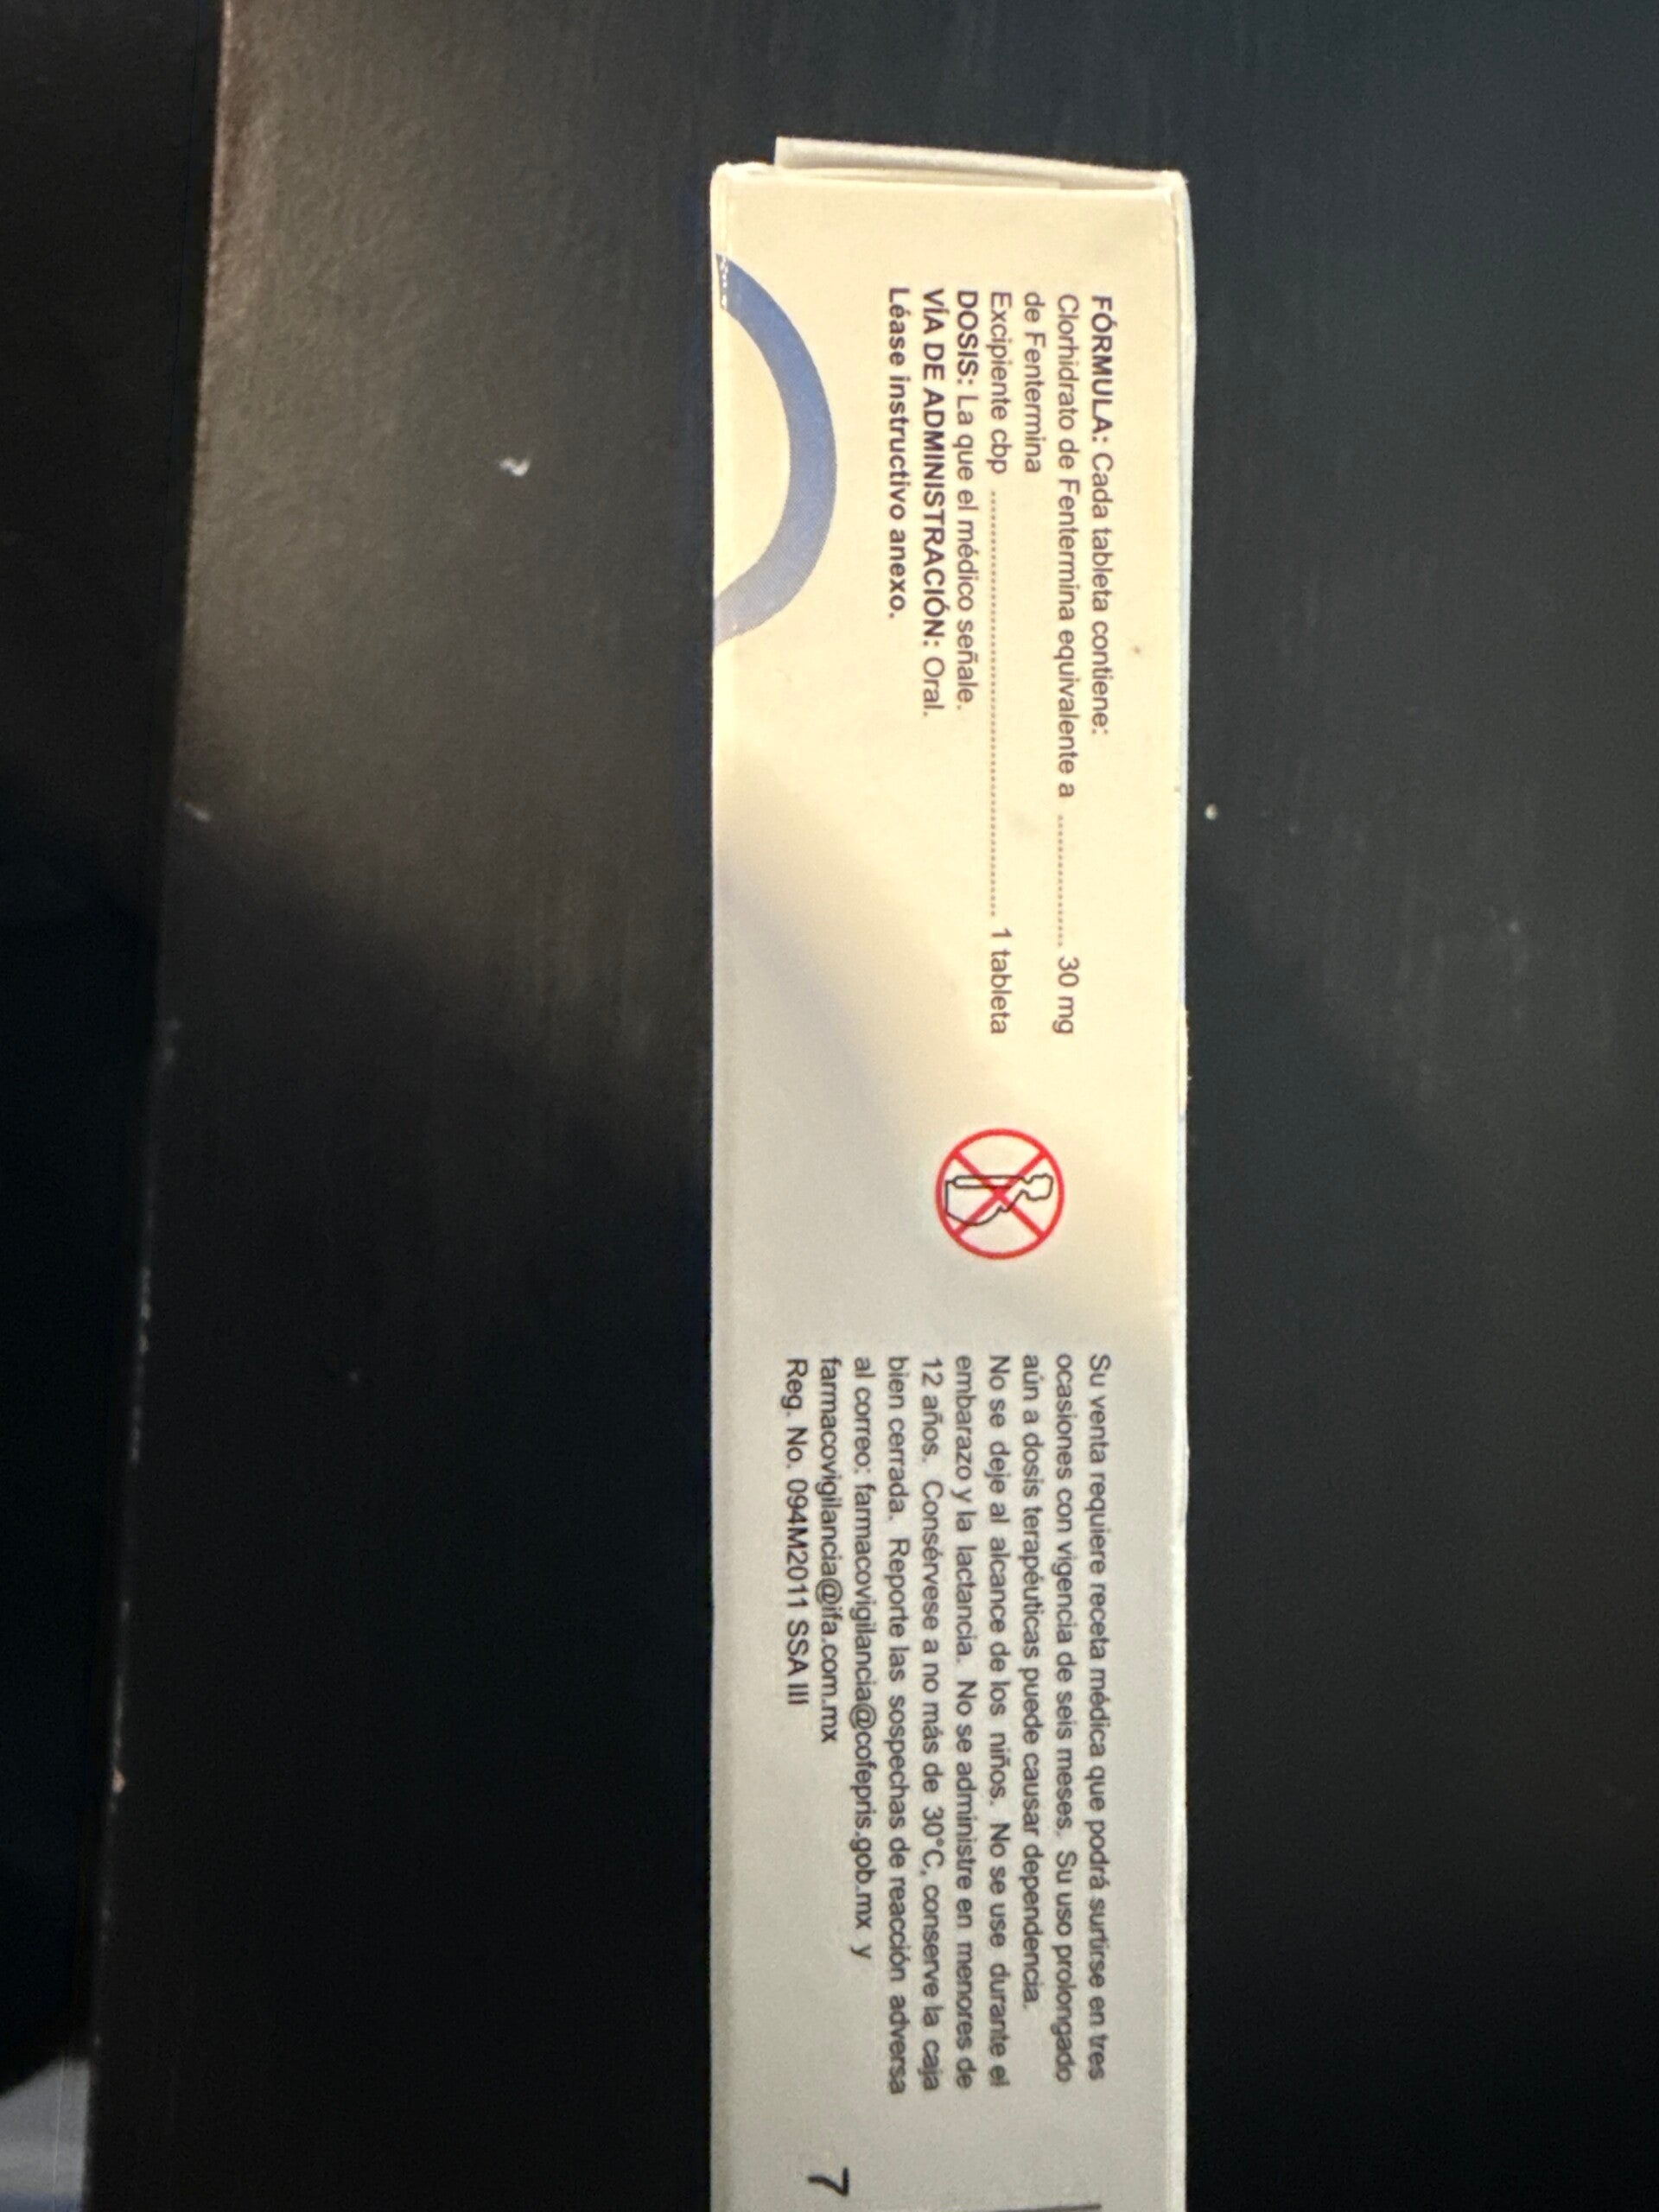 FÓRMULA: Cada tableta contiene:
Clorhidrato de Fentermina equivalente a .............. 30 mg
de Fentermina
Excipiente cbp ................................................ 1 tableta
DOSIS: La que el médico señale.
VÍA DE ADMINISTRACIÓN: Oral.
Léase instructivo anexo.
Su venta requiere receta médica que podrá surtirse en tres
ocasiones con vigencia de seis meses. Su uso prolongado
aún a dosis terapéuticas puede causar dependencia.
No se deje al alcance de los niños. No se use durante el
embarazo y la lactancia. No se administre en menores de
12 años. Consérvese a no más de 30°C, conserve la caja
bien cerrada. Reporte las sospechas de reacción adversa
al correo: farmacovigilancia@cofepris.gob.mx y
farmacovigilancia@ifa.com.mx
Reg. No. 094M2011 SSA III
7